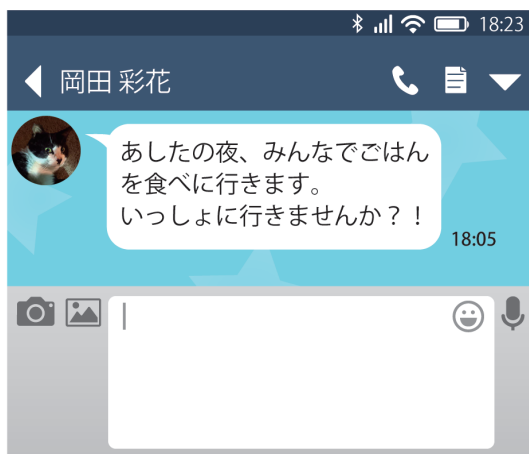 18:23
岡田 彩花
あしたの夜、みんなでごはん
を食べに行きます。
いっしょに行きませんか？！
18:05